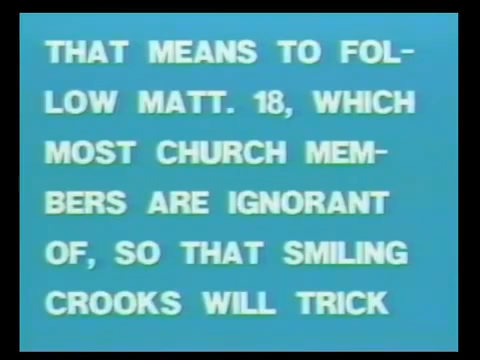 THAT MEANS TO FOL-
LOW MATT. 18, WHICH
MOST CHURCH MEM-
BERS ARE IGNORANT
OF, SO THAT SMILING
CROOKS WILL TRICK